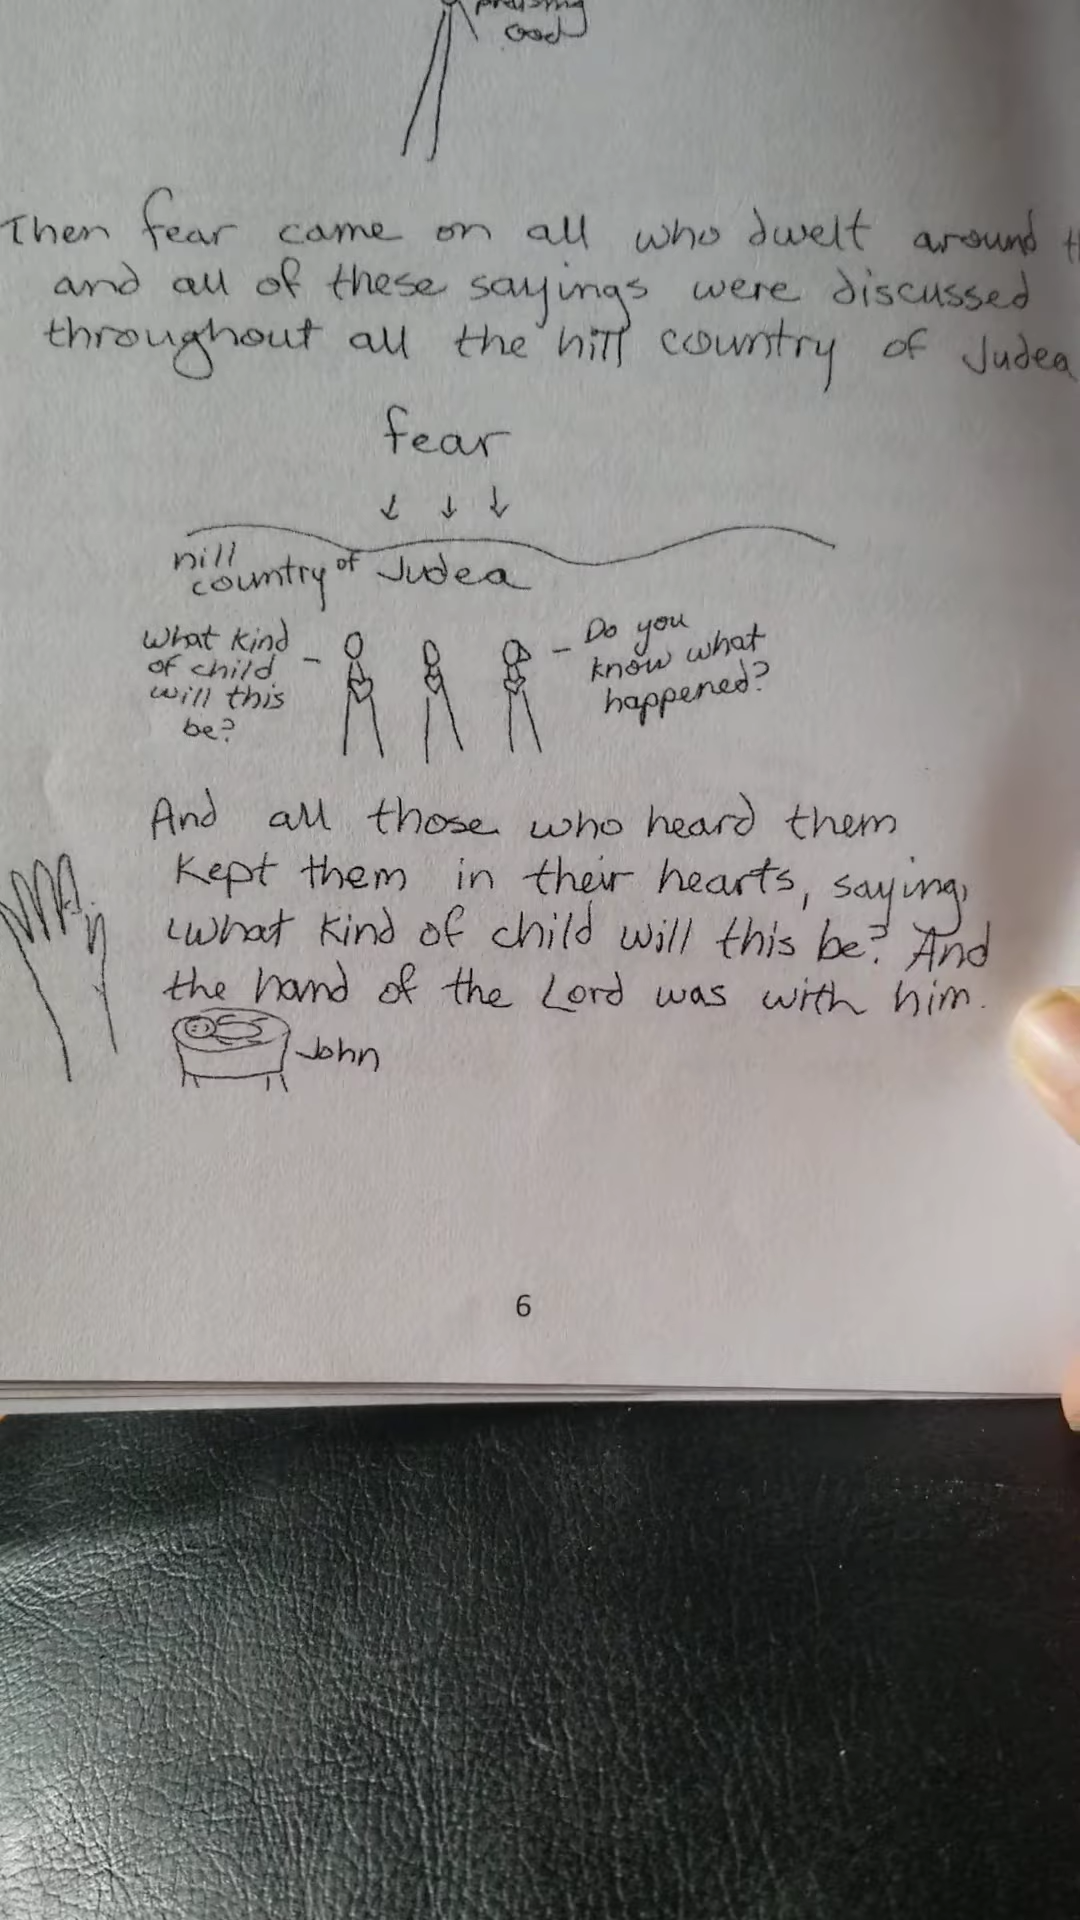 praising
God
Then fear came on all who dwelt around
and all of these sayings were discussed
throughout all the hill country of Judea
fear
hill
country of Judea
What kind
of child
will this
be?
Do you
know what
happened?
And all those who heard them
kept them in their hearts, saying,
What kind of child will this be? And
the hand of the Lord was with him.
John
6